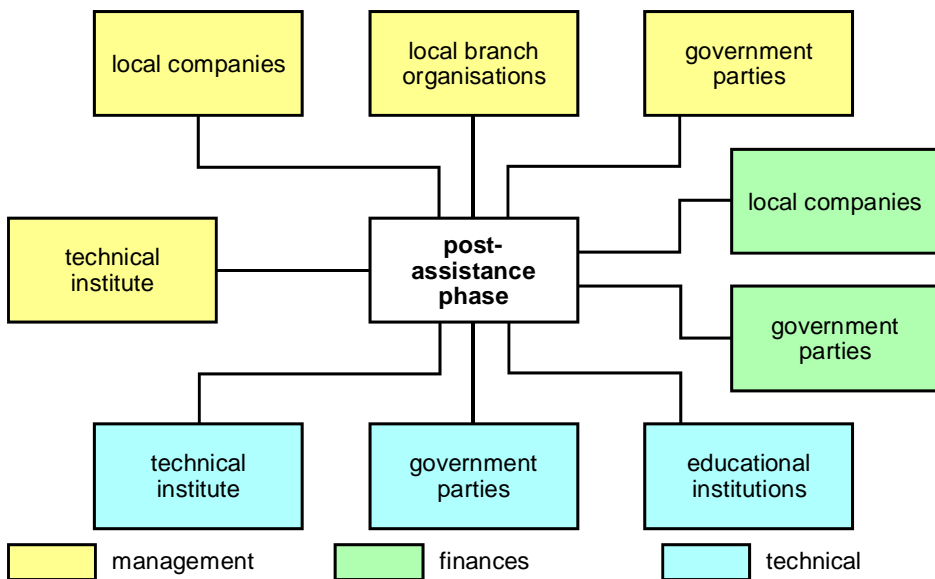 local companies
local branch
organisations
government
parties
local companies
technical
institute
post-
assistance
phase
government
parties
technical
institute
government
parties
educational
institutions
management
finances
technical